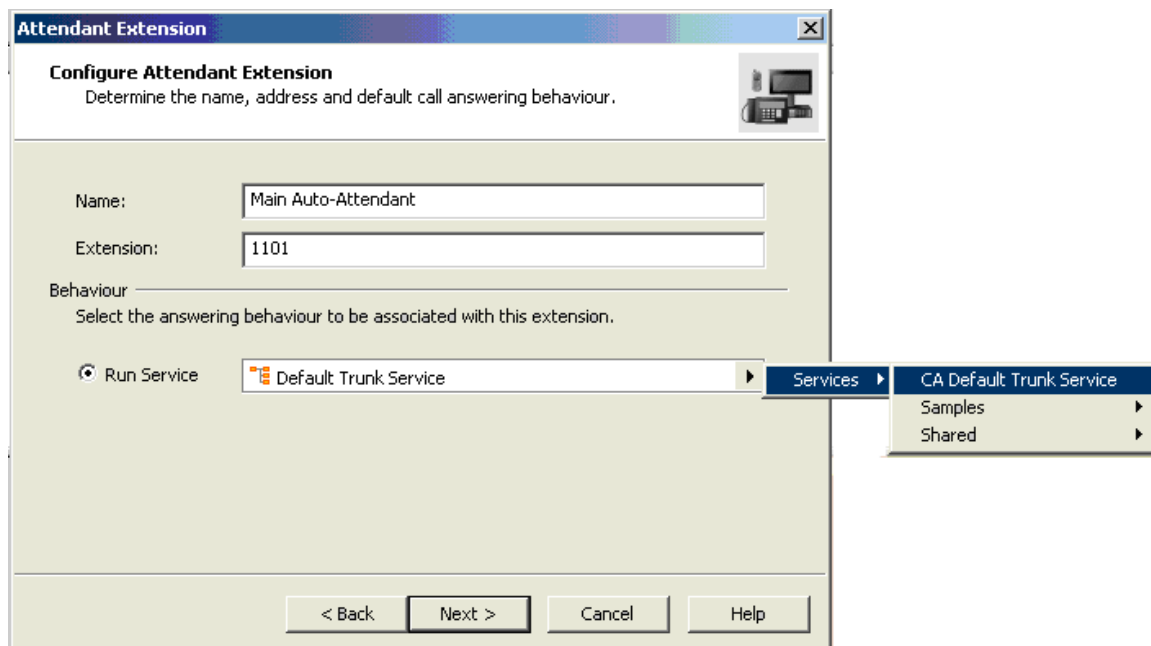 Attendant Extension
Configure Attendant Extension
Determine the name, address and default call answering behaviour.
Name: Main Auto-Attendant
Extension: 1101
Behaviour
Select the answering behaviour to be associated with this extension.
Run Service Default Trunk Service Services CA Default Trunk Service
Samples
Shared
< Back Next > Cancel Help